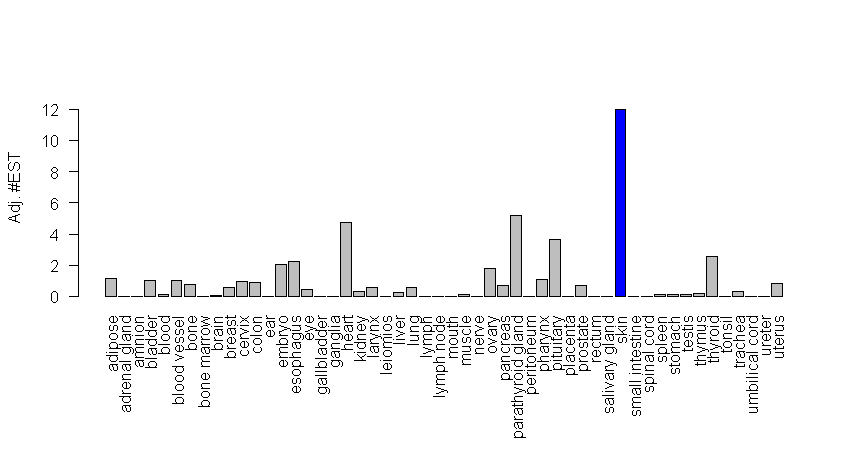 Adj. #EST
12
10
8
6
4
2
0
adipose
adrenal gland
amnion
bladder
blood
blood vessel
bone
bone marrow
brain
breast
cervix
colon
ear
embryo
esophagus
eye
gallbladder
ganglia
heart
kidney
larynx
leiomios
liver
lung
lymph
lymph node
mouth
muscle
nerve
ovary
pancreas
parathyroid gland
peritoneum
pharynx
pituitary
placenta
prostate
rectum
salivary gland
skin
small intestine
spinal cord
spleen
stomach
testis
thymus
thyroid
tonsil
trachea
umbilical cord
ureter
uterus